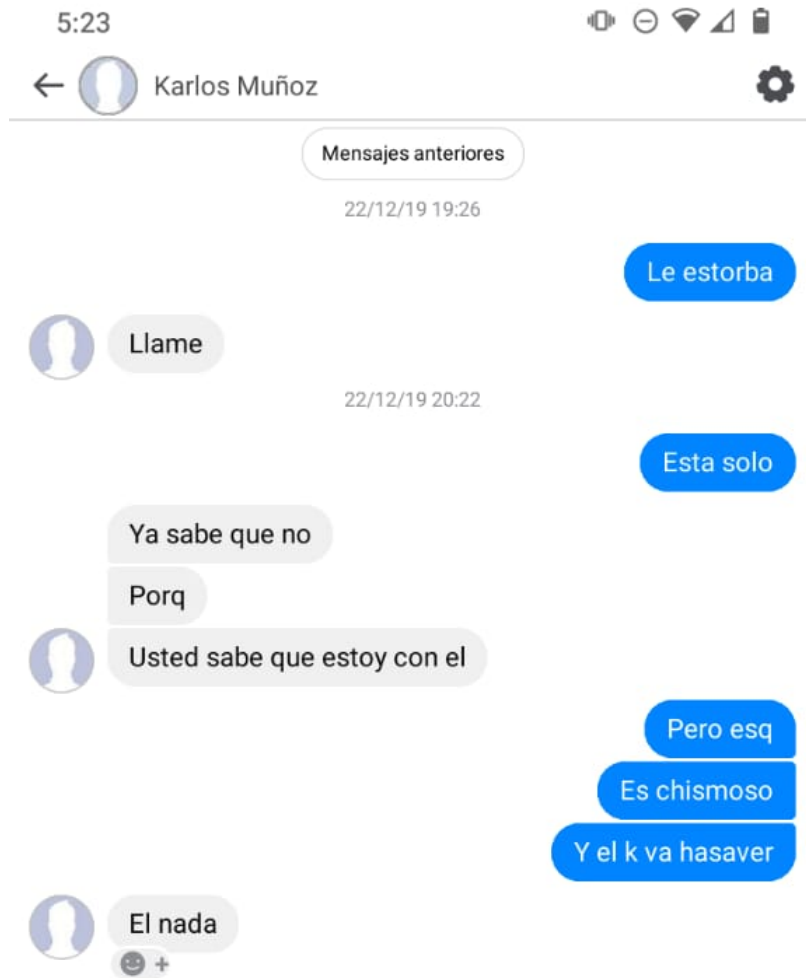 5:23
Karlos Muñoz
Mensajes anteriores
22/12/19 19:26
Le estorba
Llame
22/12/19 20:22
Esta solo
Ya sabe que no
Porq
Usted sabe que estoy con el
Pero esq
Es chismoso
Y el k va hasaver
El nada